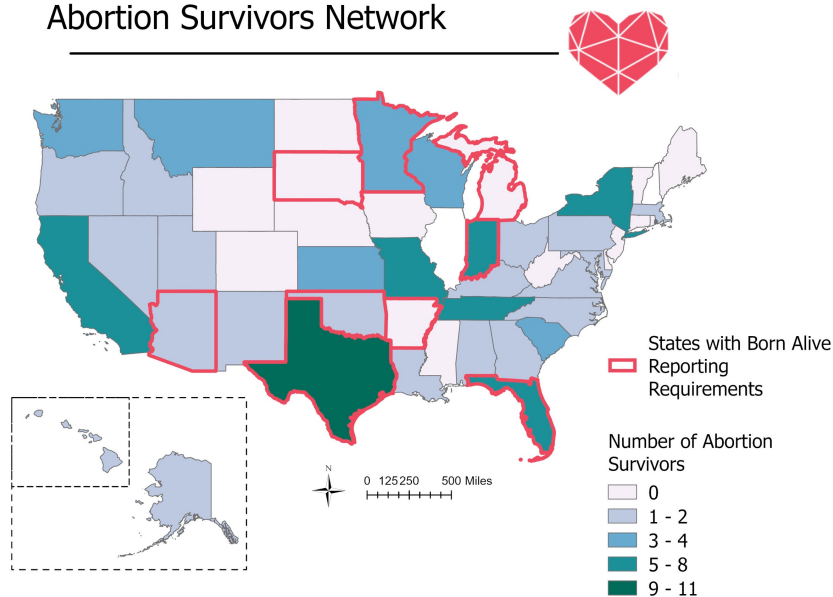 Abortion Survivors Network
States with Born Alive
Reporting
Requirements
N
0 125 250 500 Miles
Number of Abortion
Survivors
0
1 - 2
3 - 4
5 - 8
9 - 11